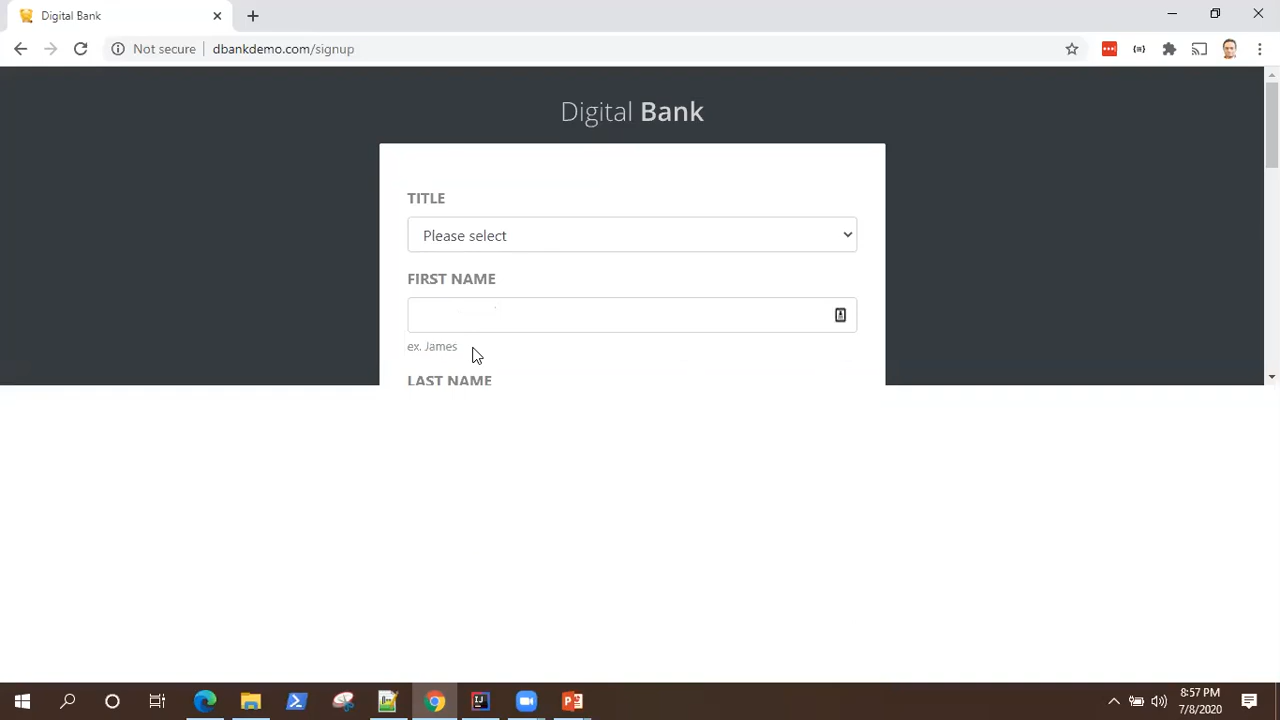 Digital Bank
Not secure
dbankdemo.com/signup
Digital Bank
TITLE
Please select
FIRST NAME
ex. James
LAST NAME
8:57 PM
7/8/2020